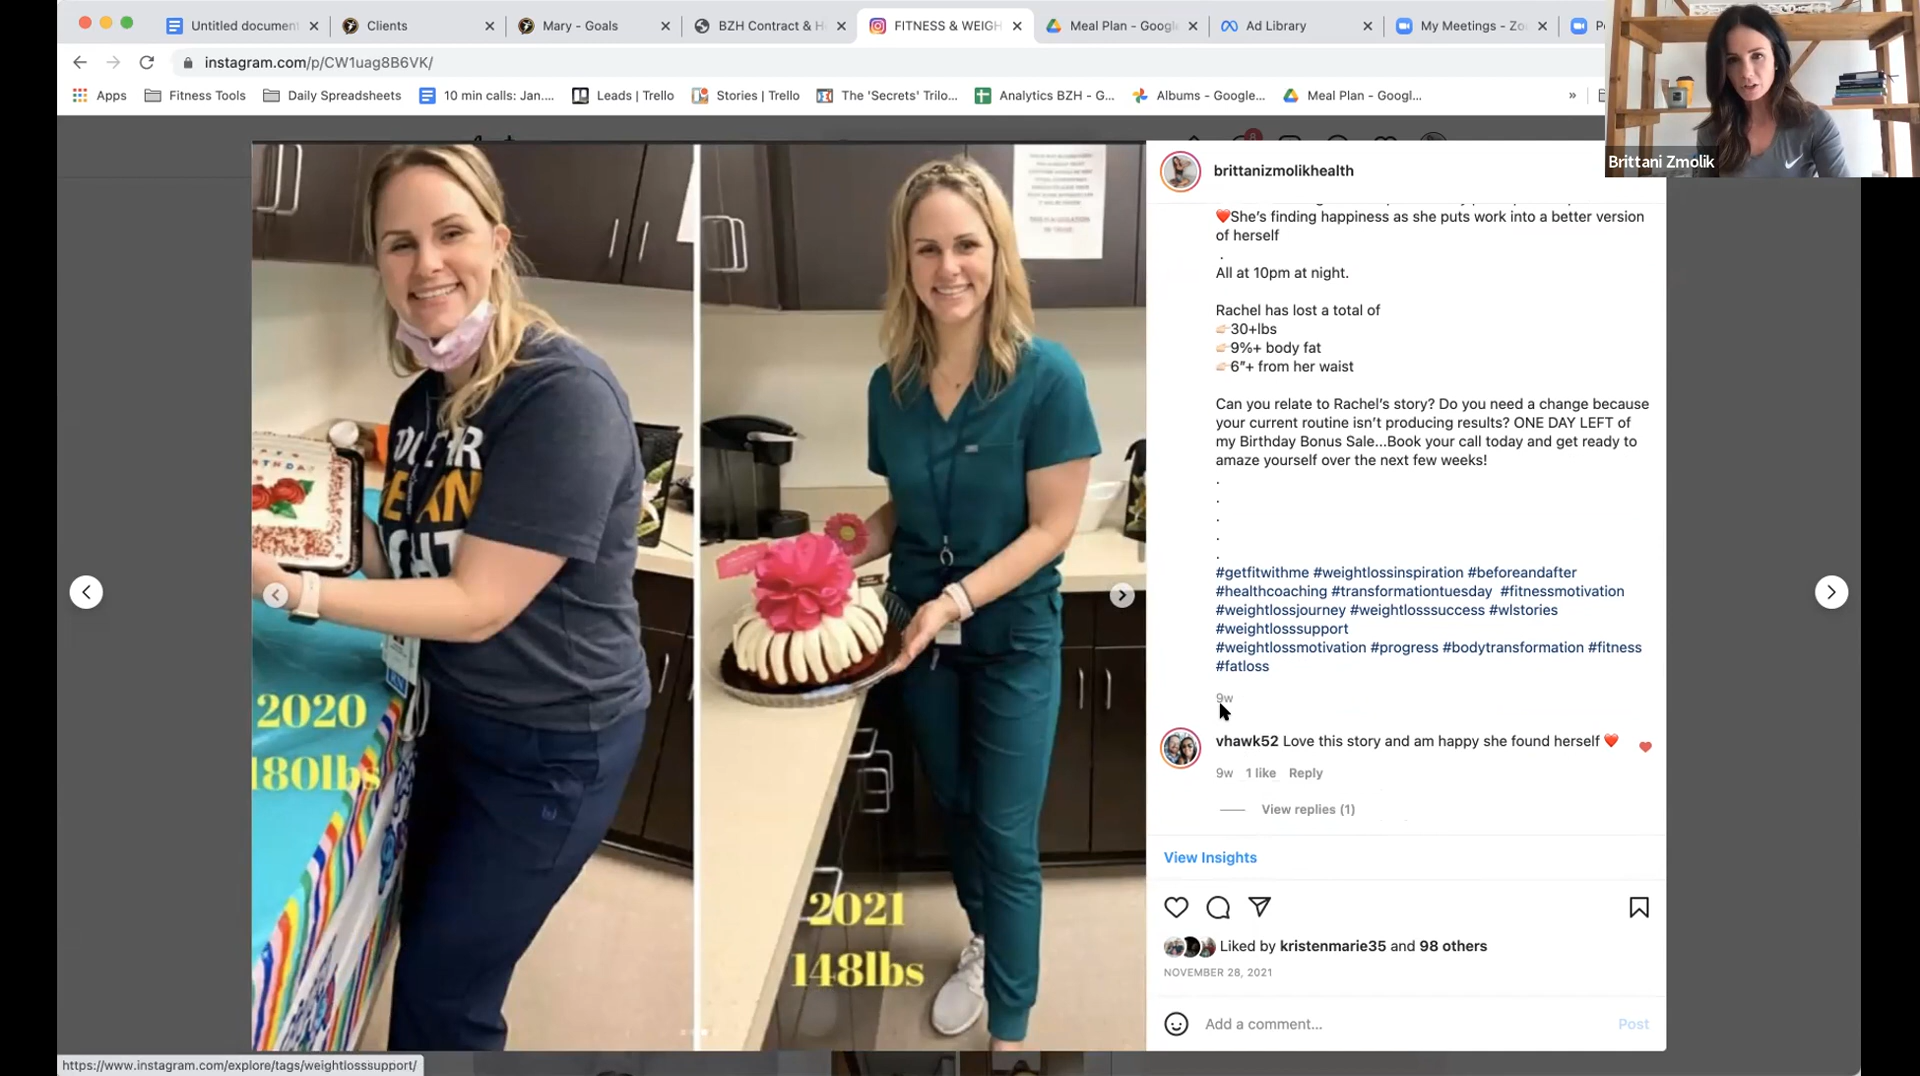 Untitled document
Clients
Mary - Goals
BZH Contract & H
FITNESS & WEIGH
Meal Plan - Google
Ad Library
My Meetings - Zo
instagram.com/p/CW1uag8B6VK/
Apps
Fitness Tools
Daily Spreadsheets
10 min calls: Jan....
Leads | Trello
Stories | Trello
The 'Secrets' Trilo...
Analytics BZH - G...
Albums - Google...
Meal Plan - Googl...
»
Brittani Zmolik
8
brittanizmolikhealth
❤️She's finding happiness as she puts work into a better version
of herself
.
All at 10pm at night.
Rachel has lost a total of
👉🏻30+lbs
👉🏻9%+ body fat
👉🏻6"+ from her waist
Can you relate to Rachel's story? Do you need a change because
your current routine isn't producing results? ONE DAY LEFT of
my Birthday Bonus Sale...Book your call today and get ready to
amaze yourself over the next few weeks!
.
.
.
.
.
#getfitwithme #weightlossinspiration #beforeandafter
#healthcoaching #transformationtuesday #fitnessmotivation
#weightlossjourney #weightlosssuccess #wlstories
#weightlosssupport
#weightlossmotivation #progress #bodytransformation #fitness
#fatloss
9w
vhawk52 Love this story and am happy she found herself ❤️
9w 1 like Reply
View replies (1)
View Insights
Liked by kristenmarie35 and 98 others
NOVEMBER 28, 2021
Add a comment...
Post
RN
2020
180lbs
2021
148lbs
https://www.instagram.com/explore/tags/weightlosssupport/